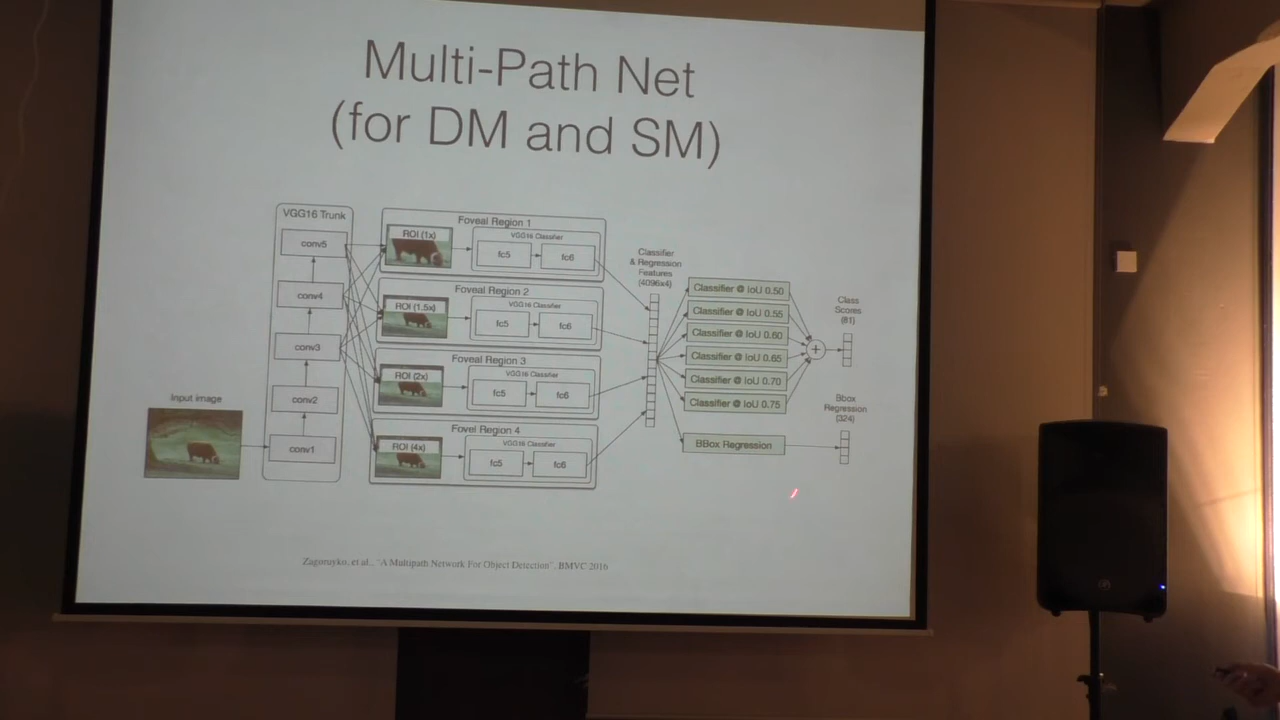 Multi-Path Net
(for DM and SM)
VGG16 Trunk
conv5
conv4
conv3
conv2
conv1
Input image
Foveal Region 1
ROI (1x)
VGG16 Classifier
fc5
fc6
Foveal Region 2
ROI (1.5x)
VGG16 Classifier
fc5
fc6
Foveal Region 3
ROI (2x)
VGG16 Classifier
fc5
fc6
Fovel Region 4
ROI (4x)
VGG16 Classifier
fc5
fc6
Classifier
& Regression
Features
(4096x4)
Classifier @ IoU 0.50
Classifier @ IoU 0.55
Classifier @ IoU 0.60
Classifier @ IoU 0.65
Classifier @ IoU 0.70
Classifier @ IoU 0.75
BBox Regression
+
Class
Scores
(81)
Bbox
Regression
(324)
Zagoruyko, et al., "A Multipath Network For Object Detection", BMVC 2016